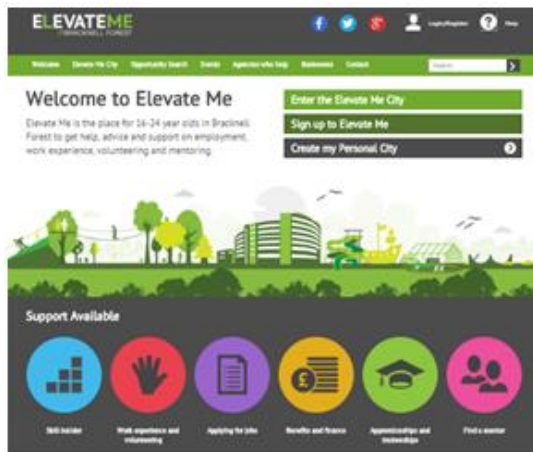 ELEVATEME
//BRACKNELL FOREST
Login/Register
Help
Welcome Elevate Me City Opportunity Search Events Agencies who help Businesses Contact
Search
Welcome to Elevate Me
Elevate Me is the place for 16-24 year olds in Bracknell
Forest to get help, advice and support on employment,
work experience, volunteering and mentoring.
Enter the Elevate Me City
Sign up to Elevate Me
Create my Personal City
Support Available
Skill builder
Work experience and
volunteering
Applying for jobs
Benefits and finance
Apprenticeships and
traineeships
Find a mentor